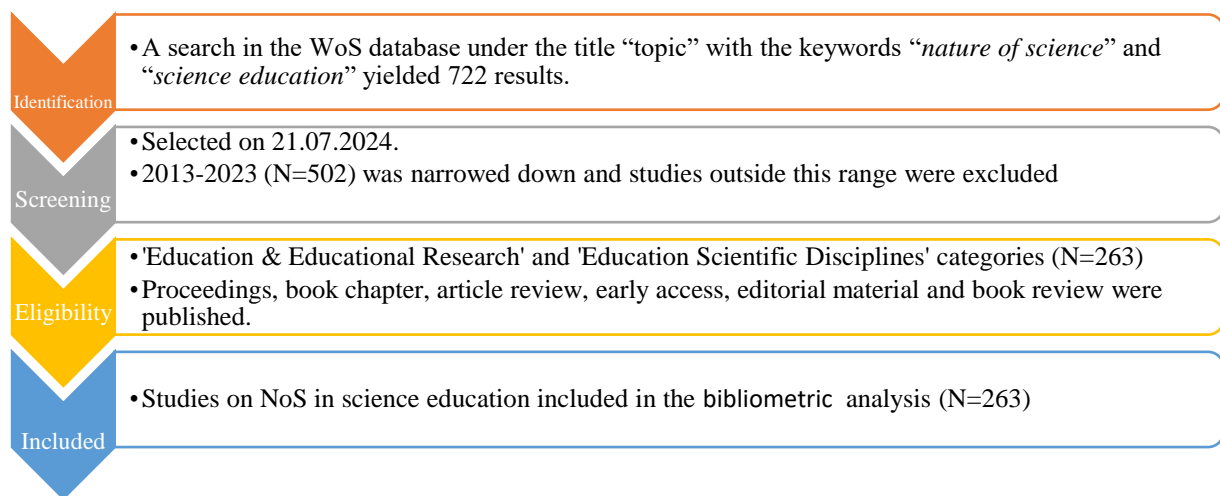 Identification
•A search in the WoS database under the title “topic” with the keywords “nature of science” and
“science education” yielded 722 results.
Screening
•Selected on 21.07.2024.
•2013-2023 (N=502) was narrowed down and studies outside this range were excluded
Eligibility
•'Education & Educational Research' and 'Education Scientific Disciplines' categories (N=263)
•Proceedings, book chapter, article review, early access, editorial material and book review were
published.
Included
•Studies on NoS in science education included in the bibliometric analysis (N=263)